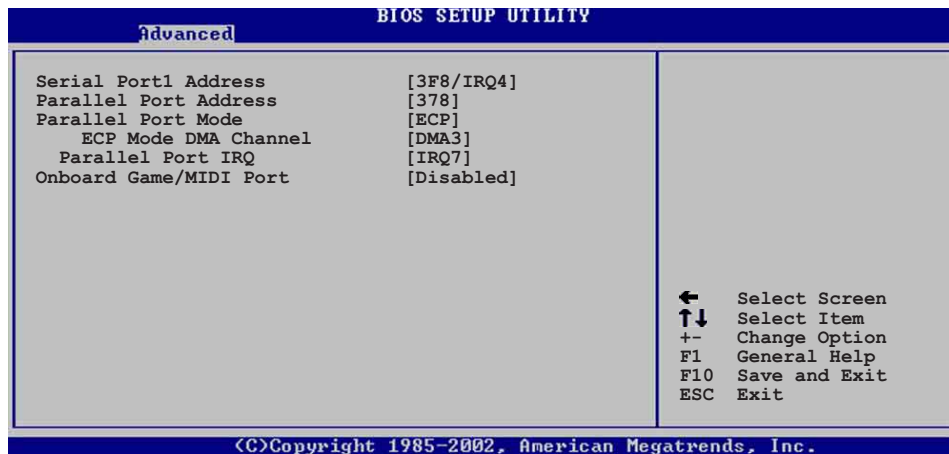 BIOS SETUP UTILITY
Advanced
Serial Port1 Address [3F8/IRQ4]
Parallel Port Address [378]
Parallel Port Mode [ECP]
ECP Mode DMA Channel [DMA3]
Parallel Port IRQ [IRQ7]
Onboard Game/MIDI Port [Disabled]
← Select Screen
↑↓ Select Item
+- Change Option
F1 General Help
F10 Save and Exit
ESC Exit
(C)Copyright 1985-2002, American Megatrends, Inc.